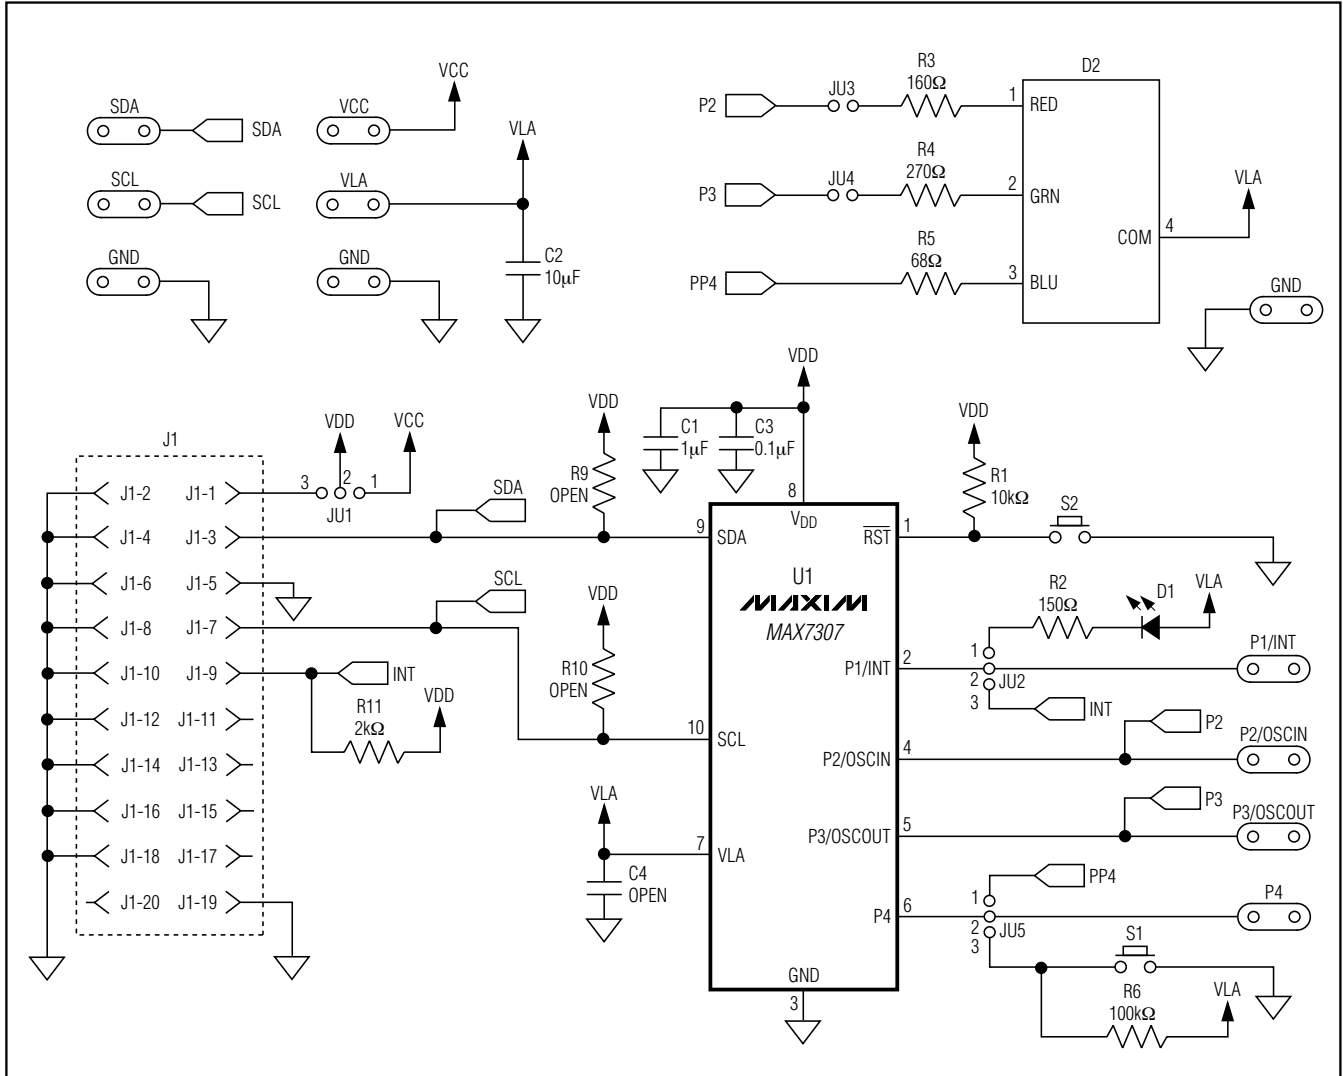 SDA
SDA
SCL
SCL
GND
VCC
VCC
VLA
VLA
GND
C2
10µF
P2
JU3
R3
160Ω
1
RED
D2
P3
JU4
R4
270Ω
2
GRN
PP4
R5
68Ω
3
BLU
COM
4
VLA
GND
J1
J1-2
J1-1
J1-4
J1-3
J1-6
J1-5
J1-8
J1-7
J1-10
J1-9
J1-12
J1-11
J1-14
J1-13
J1-16
J1-15
J1-18
J1-17
J1-20
J1-19
VDD
VCC
3
2
1
JU1
SDA
SCL
INT
R11
2kΩ
VDD
VDD
R9
OPEN
VDD
R10
OPEN
VLA
C4
OPEN
VDD
C1
1µF
C3
0.1µF
8
VDD
9
SDA
10
SCL
7
VLA
U1
MAXIM
MAX7307
GND
3
RST
1
VDD
R1
10kΩ
S2
P1/INT
2
R2
150Ω
D1
VLA
1
2
3
JU2
INT
P1/INT
P2/OSCIN
4
P2
P2/OSCIN
P3/OSCOUT
5
P3
P3/OSCOUT
P4
6
PP4
1
2
3
JU5
P4
S1
R6
100kΩ
VLA